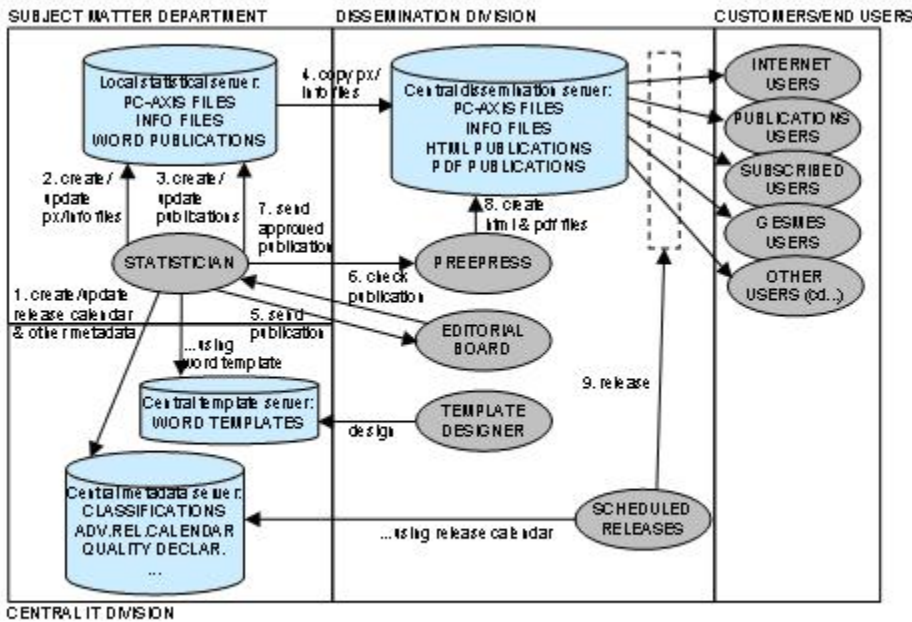 SUBJECT MATTER DEPARTMENT
DISSEMINATION DIVISION
CUSTOMERS/END USERS
Local statistical server:
PC-AXIS FILES
INFO FILES
WORD PUBLICATIONS
4. copy px/
info files
Central dissemination server:
PC-AXIS FILES
INFO FILES
HTML PUBLICATIONS
PDF PUBLICATIONS
INTERNET
USERS
PUBLICATIONS
USERS
SUBSCRIBED
USERS
GESMES
USERS
OTHER
USERS (cd...)
2. create/
update
px/info files
3. create/
update
publications
7. send
approved
publication
8. create
html & pdf files
STATISTICIAN
PREEPRESS
6. check
publication
1. create/update
release calendar
& other metadata
5. send
publication
EDITORIAL
BOARD
...using
word template
9. release
Central template server:
WORD TEMPLATES
design
TEMPLATE
DESIGNER
Central metadata server:
CLASSIFICATIONS
ADV.REL.CALENDAR
QUALITY DECLAR.
...
...using release calendar
SCHEDULED
RELEASES
CENTRAL IT DIVISION